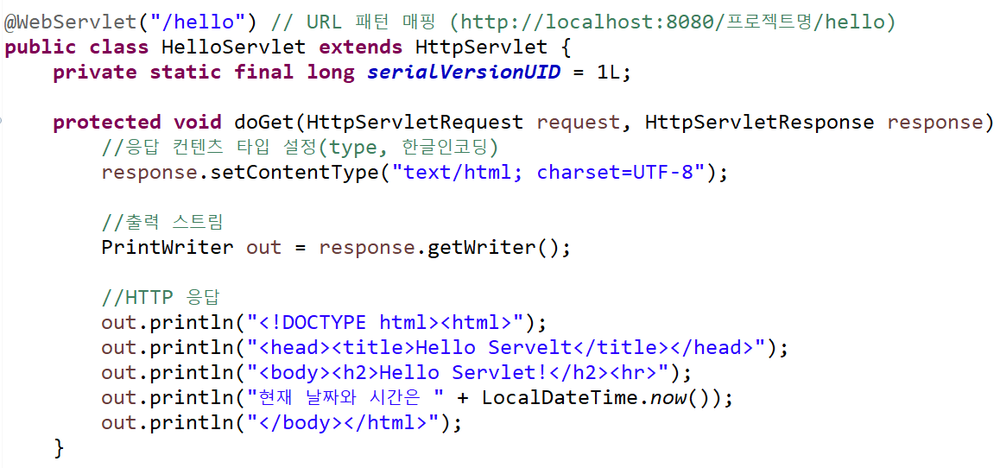 @WebServlet("/hello") // URL 패턴 매핑 (http://localhost:8080/프로젝트명/hello)
public class HelloServlet extends HttpServlet {
private static final long serialVersionUID = 1L;
protected void doGet(HttpServletRequest request, HttpServletResponse response)
//응답 컨텐츠 타입 설정(type, 한글인코딩)
response.setContentType("text/html; charset=UTF-8");
//출력 스트림
PrintWriter out = response.getWriter();
//HTTP 응답
out.println("<!DOCTYPE html><html>");
out.println("<head><title>Hello Servelt</title></head>");
out.println("<body><h2>Hello Servlet!</h2><hr>");
out.println("현재 날짜와 시간은 " + LocalDateTime.now());
out.println("</body></html>");
}